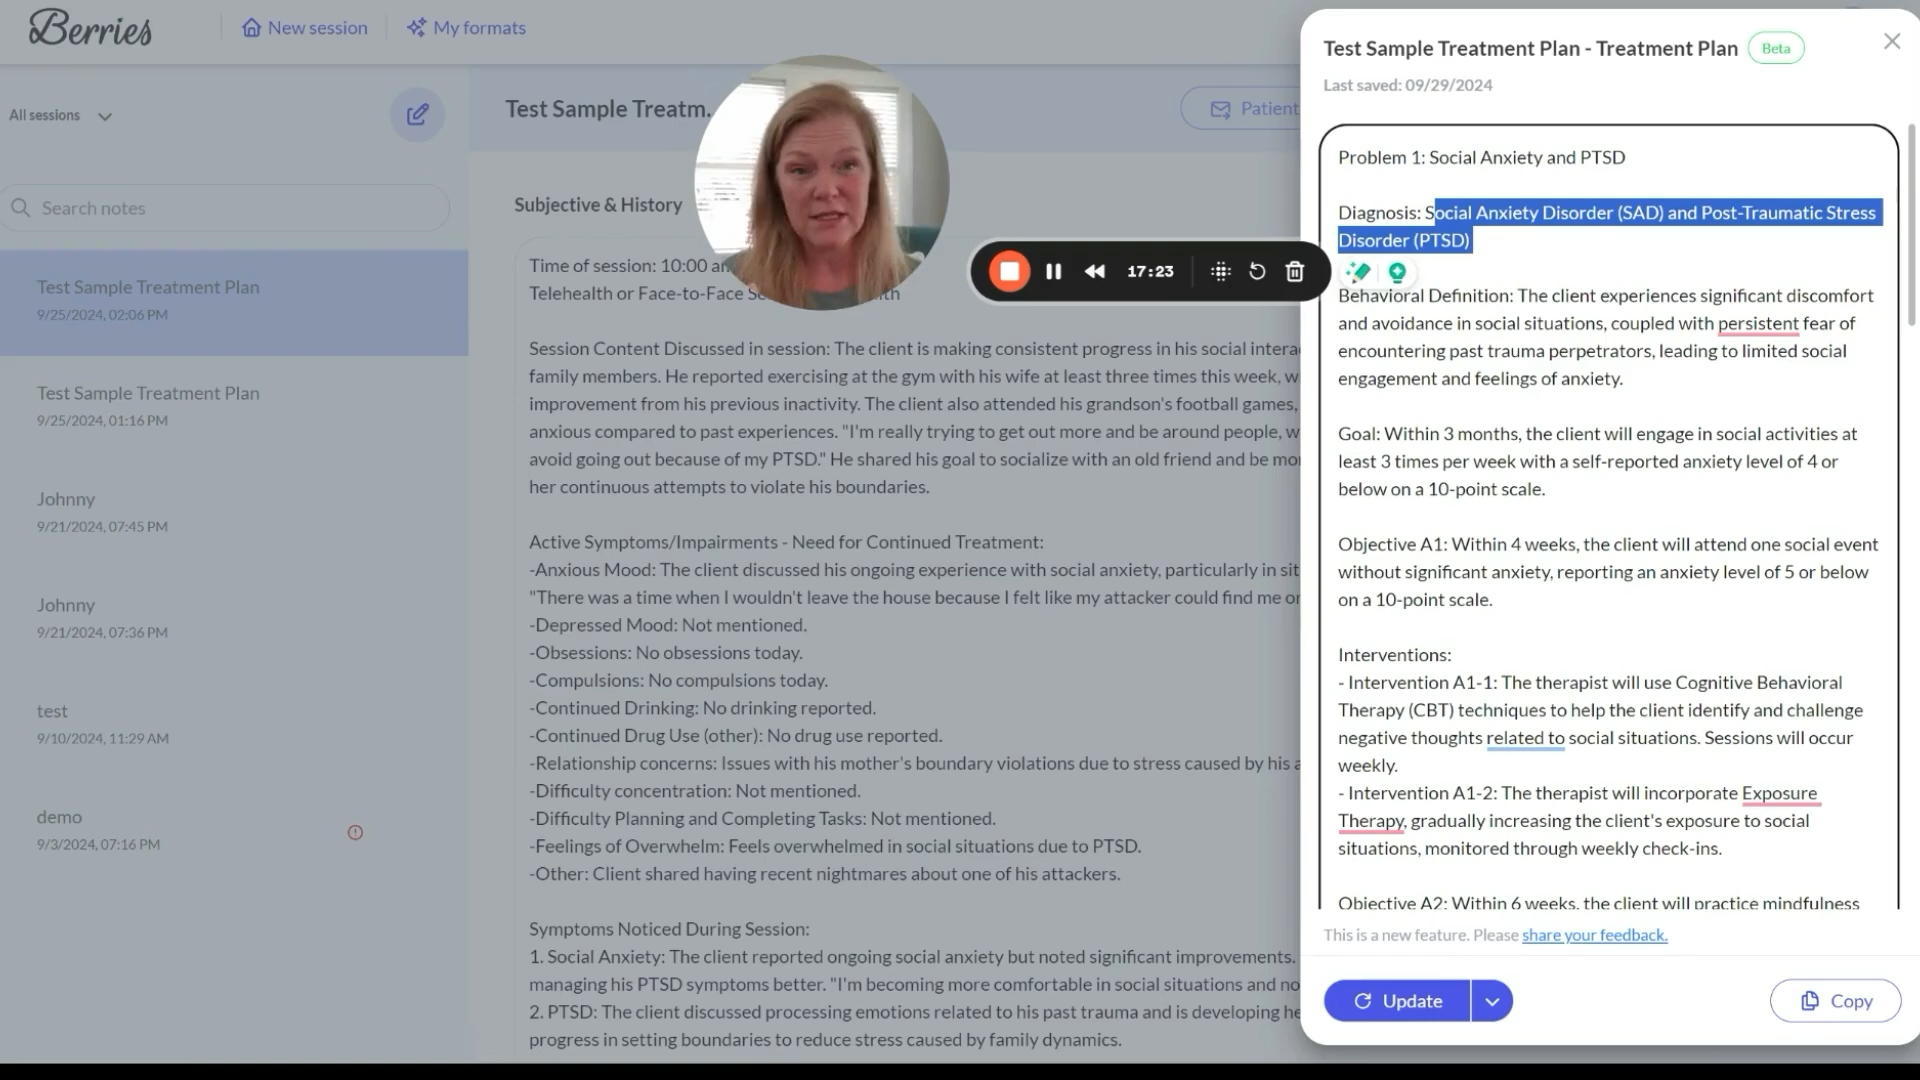 Berries
New session
My formats
All sessions
Search notes
Test Sample Treatment Plan
9/25/2024, 02:06 PM
Test Sample Treatment Plan
9/25/2024, 01:16 PM
Johnny
9/21/2024, 07:45 PM
Johnny
9/21/2024, 07:36 PM
test
9/10/2024, 11:29 AM
demo
9/3/2024, 07:16 PM
Test Sample Treatm.
Patient
Subjective & History
Time of session: 10:00 am
Telehealth or Face-to-Face
Session Content Discussed in session: The client is making consistent progress in his social
family members. He reported exercising at the gym with his wife at least three times this week,
improvement from his previous inactivity. The client also attended his grandson's football games,
anxious compared to past experiences. "I'm really trying to get out more and be around people,
avoid going out because of my PTSD." He shared his goal to socialize with an old friend and be
her continuous attempts to violate his boundaries.
Active Symptoms/Impairments - Need for Continued Treatment:
-Anxious Mood: The client discussed his ongoing experience with social anxiety, particularly in
"There was a time when I wouldn't leave the house because I felt like my attacker could find me
-Depressed Mood: Not mentioned.
-Obsessions: No obsessions today.
-Compulsions: No compulsions today.
-Continued Drinking: No drinking reported.
-Continued Drug Use (other): No drug use reported.
-Relationship concerns: Issues with his mother's boundary violations due to stress caused by his
-Difficulty concentration: Not mentioned.
-Difficulty Planning and Completing Tasks: Not mentioned.
-Feelings of Overwhelm: Feels overwhelmed in social situations due to PTSD.
-Other: Client shared having recent nightmares about one of his attackers.
Symptoms Noticed During Session:
1. Social Anxiety: The client reported ongoing social anxiety but noted significant improvements.
managing his PTSD symptoms better. "I'm becoming more comfortable in social situations and
2. PTSD: The client discussed processing emotions related to his past trauma and is developing
progress in setting boundaries to reduce stress caused by family dynamics.
17:23
Test Sample Treatment Plan - Treatment Plan
Beta
Last saved: 09/29/2024
Problem 1: Social Anxiety and PTSD
Diagnosis: Social Anxiety Disorder (SAD) and Post-Traumatic Stress
Disorder (PTSD)
Behavioral Definition: The client experiences significant discomfort
and avoidance in social situations, coupled with persistent fear of
encountering past trauma perpetrators, leading to limited social
engagement and feelings of anxiety.
Goal: Within 3 months, the client will engage in social activities at
least 3 times per week with a self-reported anxiety level of 4 or
below on a 10-point scale.
Objective A1: Within 4 weeks, the client will attend one social event
without significant anxiety, reporting an anxiety level of 5 or below
on a 10-point scale.
Interventions:
- Intervention A1-1: The therapist will use Cognitive Behavioral
Therapy (CBT) techniques to help the client identify and challenge
negative thoughts related to social situations. Sessions will occur
weekly.
- Intervention A1-2: The therapist will incorporate Exposure
Therapy, gradually increasing the client's exposure to social
situations, monitored through weekly check-ins.
Objective A2: Within 6 weeks, the client will practice mindfulness
This is a new feature. Please share your feedback.
Update
Copy